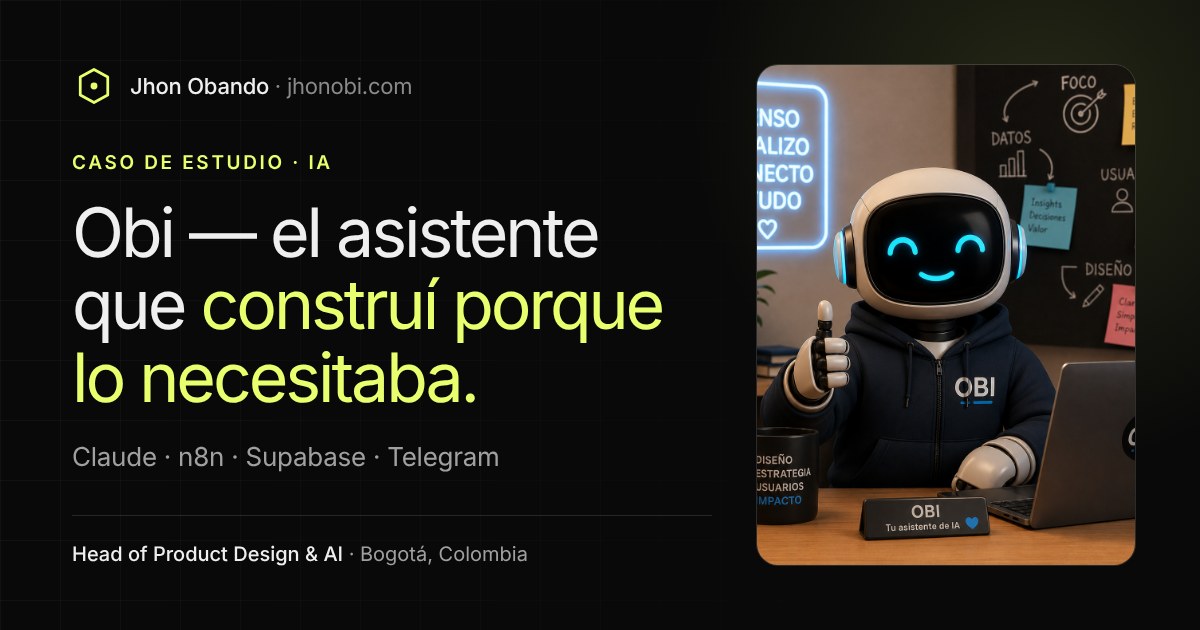 Jhon Obando · jhonobi.com
CASO DE ESTUDIO · IA
Obi — el asistente
que construí porque
lo necesitaba.
Claude · n8n · Supabase · Telegram
Head of Product Design & AI · Bogotá, Colombia
FOCO
DATOS
Insights
Decisiones
Valor
DISEÑO
OBI
DISEÑO
ESTRATEGIA
USUARIOS
IMPACTO
OBI
Tu asistente de IA